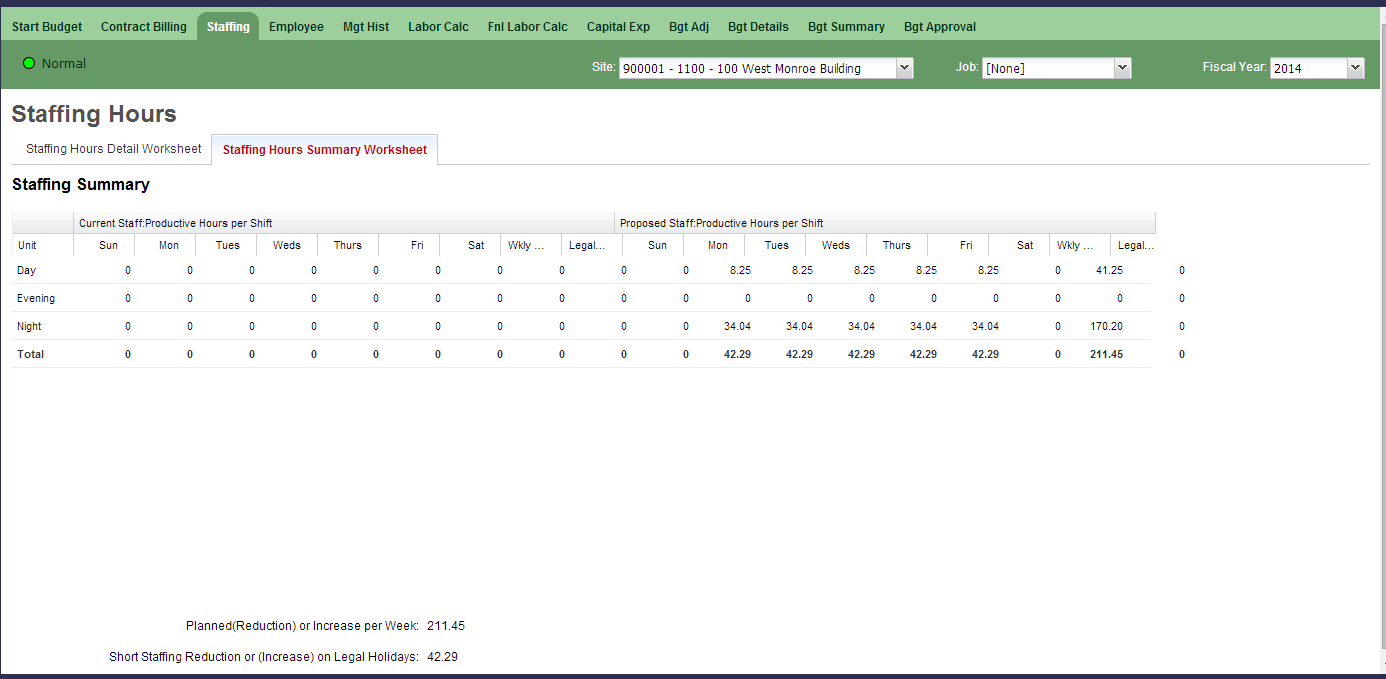 Start Budget Contract Billing Staffing Employee Mgt Hist Labor Calc Fnl Labor Calc Capital Exp Bgt Adj Bgt Details Bgt Summary Bgt Approval
Normal Site: 900001 - 1100 - 100 West Monroe Building Job: [None] Fiscal Year: 2014
Staffing Hours
Staffing Hours Detail Worksheet Staffing Hours Summary Worksheet
Staffing Summary
Current Staff:Productive Hours per Shift Proposed Staff:Productive Hours per Shift
Unit Sun Mon Tues Weds Thurs Fri Sat Wkly ... Legal... Sun Mon Tues Weds Thurs Fri Sat Wkly ... Legal...
Day 0 0 0 0 0 0 0 0 0 0 8.25 8.25 8.25 8.25 8.25 0 41.25 0
Evening 0 0 0 0 0 0 0 0 0 0 0 0 0 0 0 0 0 0
Night 0 0 0 0 0 0 0 0 0 0 34.04 34.04 34.04 34.04 34.04 0 170.20 0
Total 0 0 0 0 0 0 0 0 0 0 42.29 42.29 42.29 42.29 42.29 0 211.45 0
Planned(Reduction) or Increase per Week: 211.45
Short Staffing Reduction or (Increase) on Legal Holidays: 42.29